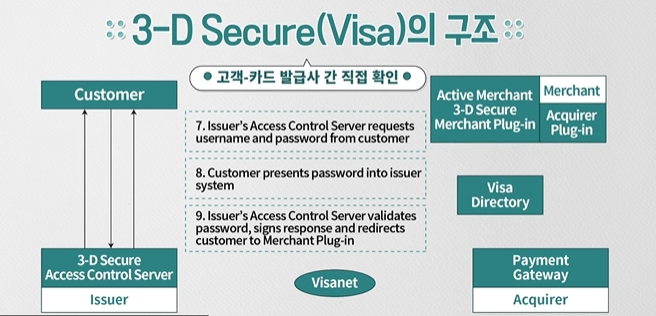 3-D Secure(Visa)의 구조
고객-카드 발급사 간 직접 확인
Customer
7. Issuer's Access Control Server requests
username and password from customer
8. Customer presents password into issuer
system
9. Issuer's Access Control Server validates
password, signs response and redirects
customer to Merchant Plug-in
Active Merchant
3-D Secure
Merchant Plug-in
Merchant
Acquirer
Plug-in
Visa
Directory
3-D Secure
Access Control Server
Issuer
Visanet
Payment
Gateway
Acquirer